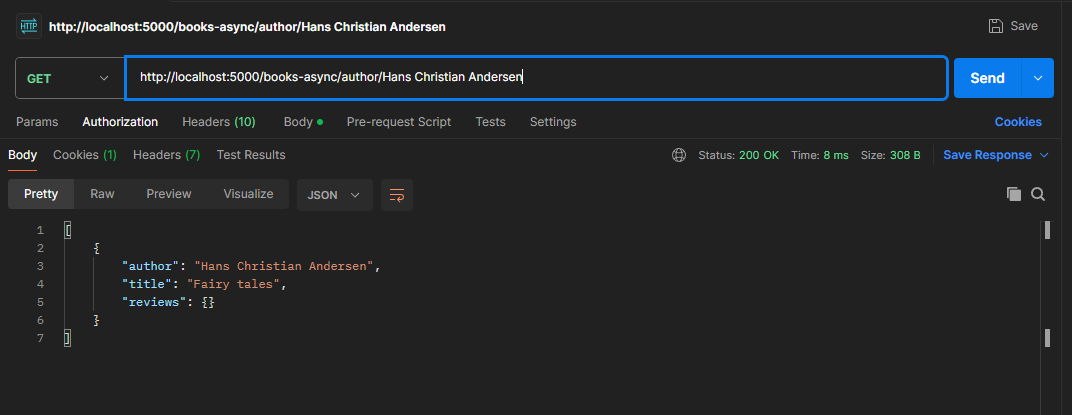 HTTP http://localhost:5000/books-async/author/Hans Christian Andersen Save
GET http://localhost:5000/books-async/author/Hans Christian Andersen Send
Params Authorization Headers (10) Body Pre-request Script Tests Settings Cookies
Body Cookies (1) Headers (7) Test Results Status: 200 OK Time: 8 ms Size: 308 B Save Response
Pretty Raw Preview Visualize JSON
1 [
2 {
3 "author": "Hans Christian Andersen",
4 "title": "Fairy tales",
5 "reviews": {}
6 }
7 ]